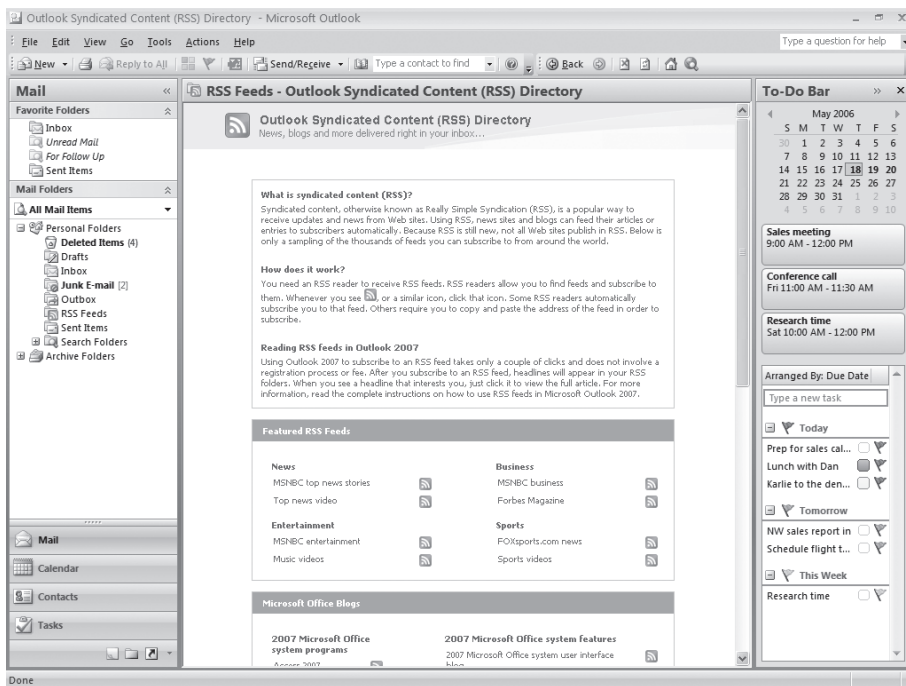 Outlook Syndicated Content (RSS) Directory - Microsoft Outlook
File Edit View Go Tools Actions Help
Type a question for help
New Reply to All Send/Receive Type a contact to find Back
Mail
Favorite Folders
Inbox
Unread Mail
For Follow Up
Sent Items
Mail Folders
All Mail Items
Personal Folders
Deleted Items (4)
Drafts
Inbox
Junk E-mail [2]
Outbox
RSS Feeds
Sent Items
Search Folders
Archive Folders
Mail
Calendar
Contacts
Tasks
Done
RSS Feeds - Outlook Syndicated Content (RSS) Directory
Outlook Syndicated Content (RSS) Directory
News, blogs and more delivered right in your inbox...
What is syndicated content (RSS)?
Syndicated content, otherwise known as Really Simple Syndication (RSS), is a popular way to
receive updates and news from Web sites. Using RSS, news sites and blogs can feed their articles or
entries to subscribers automatically. Because RSS is still new, not all Web sites publish in RSS. Below is
only a sampling of the thousands of feeds you can subscribe to from around the world.
How does it work?
You need an RSS reader to receive RSS feeds. RSS readers allow you to find feeds and subscribe to
them. Whenever you see , or a similar icon, click that icon. Some RSS readers automatically
subscribe you to that feed. Others require you to copy and paste the address of the feed in order to
subscribe.
Reading RSS feeds in Outlook 2007
Using Outlook 2007 to subscribe to an RSS feed takes only a couple of clicks and does not involve a
registration process or fee. After you subscribe to an RSS feed, headlines will appear in your RSS
folders. When you see a headline that interests you, just click it to view the full article. For more
information, read the complete instructions on how to use RSS feeds in Microsoft Outlook 2007.
Featured RSS Feeds
News
MSNBC top news stories
Top news video
Business
MSNBC business
Forbes Magazine
Entertainment
MSNBC entertainment
Music videos
Sports
FOXsports.com news
Sports videos
Microsoft Office Blogs
2007 Microsoft Office
system programs
Access 2007
2007 Microsoft Office system features
2007 Microsoft Office system user interface
blog
To-Do Bar
May 2006
S M T W T F S
30 1 2 3 4 5 6
7 8 9 10 11 12 13
14 15 16 17 18 19 20
21 22 23 24 25 26 27
28 29 30 31 1 2 3
4 5 6 7 8 9 10
Sales meeting
9:00 AM - 12:00 PM
Conference call
Fri 11:00 AM - 11:30 AM
Research time
Sat 10:00 AM - 12:00 PM
Arranged By: Due Date
Type a new task
Today
Prep for sales cal...
Lunch with Dan
Karlie to the den...
Tomorrow
NW sales report in
Schedule flight t...
This Week
Research time